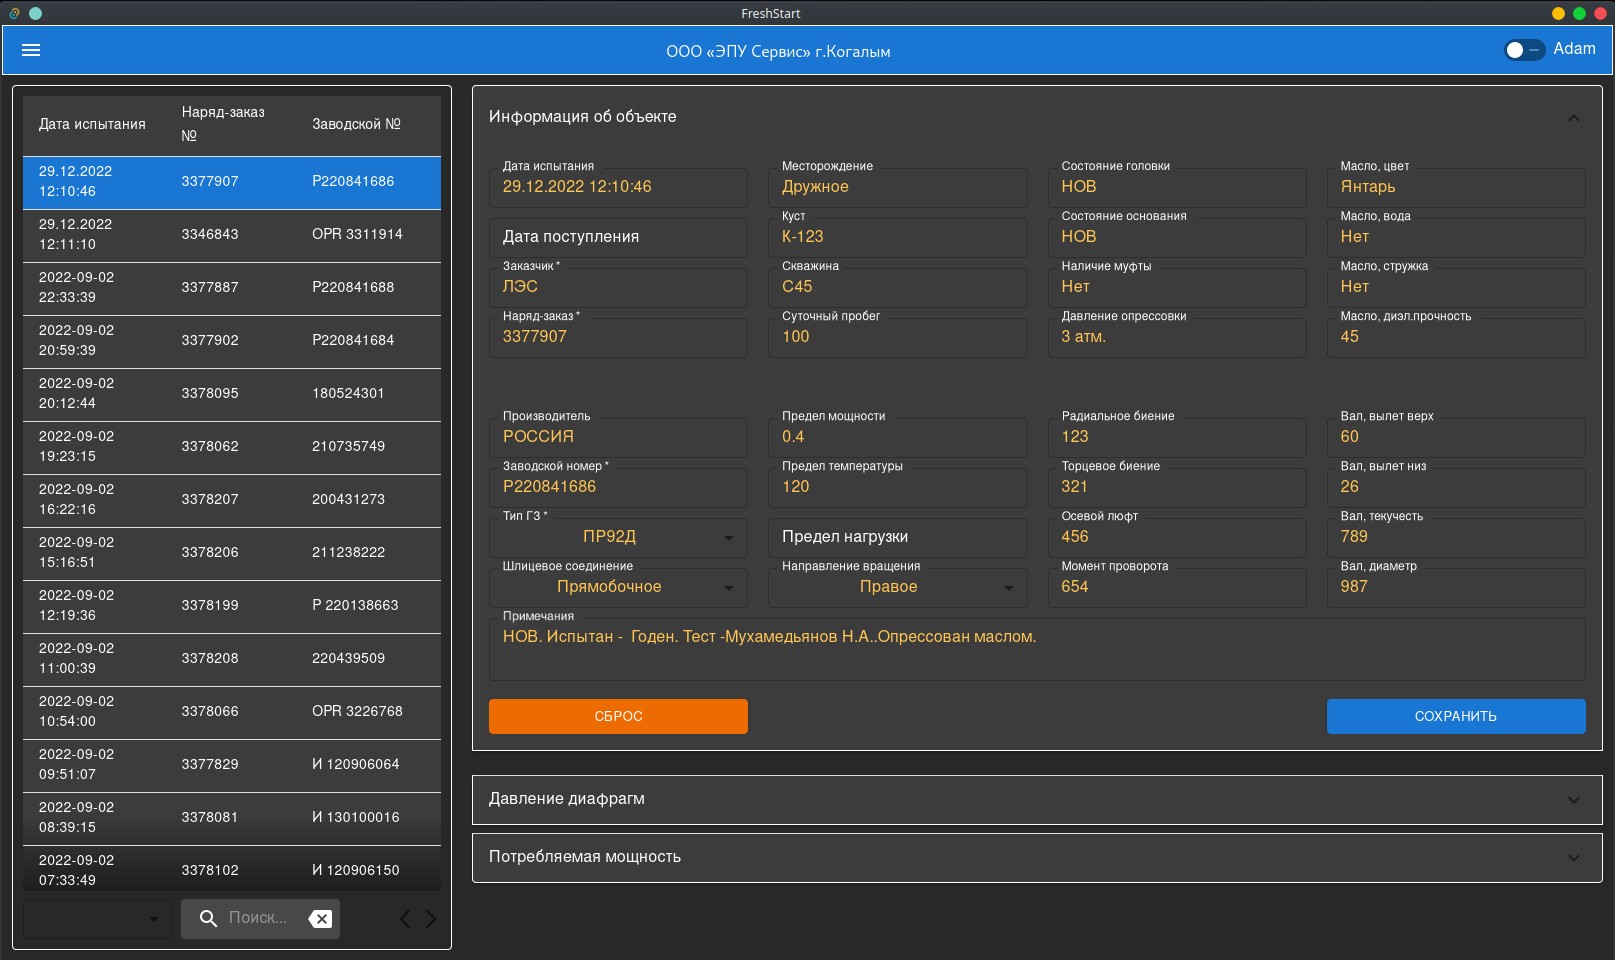 FreshStart
ООО «ЭПУ Сервис» г.Когалым
Adam
Дата испытания
Наряд-заказ
№
Заводской №
29.12.2022
12:10:46
3377907
P220841686
29.12.2022
12:11:10
3346843
OPR 3311914
2022-09-02
22:33:39
3377887
P220841688
2022-09-02
20:59:39
3377902
P220841684
2022-09-02
20:12:44
3378095
180524301
2022-09-02
19:23:15
3378062
210735749
2022-09-02
16:22:16
3378207
200431273
2022-09-02
15:16:51
3378206
211238222
2022-09-02
12:19:36
3378199
P 220138663
2022-09-02
11:00:39
3378208
220439509
2022-09-02
10:54:00
3378066
OPR 3226768
2022-09-02
09:51:07
3377829
И 120906064
2022-09-02
08:39:15
3378081
И 130100016
2022-09-02
07:33:49
3378102
И 120906150
Поиск...
Информация об объекте
Дата испытания
29.12.2022 12:10:46
Месторождение
Дружное
Состояние головки
НОВ
Масло, цвет
Янтарь
Дата поступления
Куст
К-123
Состояние основания
НОВ
Масло, вода
Нет
Заказчик *
ЛЭС
Скважина
С45
Наличие муфты
Нет
Масло, стружка
Нет
Наряд-заказ *
3377907
Суточный пробег
100
Давление опрессовки
3 атм.
Масло, диэл.прочность
45
Производитель
РОССИЯ
Предел мощности
0.4
Радиальное биение
123
Вал, вылет верх
60
Заводской номер *
P220841686
Предел температуры
120
Торцевое биение
321
Вал, вылет низ
26
Тип ГЗ *
ПР92Д
Предел нагрузки
Осевой люфт
456
Вал, текучесть
789
Шлицевое соединение
Прямобочное
Направление вращения
Правое
Момент проворота
654
Вал, диаметр
987
Примечания
НОВ. Испытан -  Годен. Тест -Мухамедьянов Н.А..Опрессован маслом.
СБРОС
СОХРАНИТЬ
Давление диафрагм
Потребляемая мощность